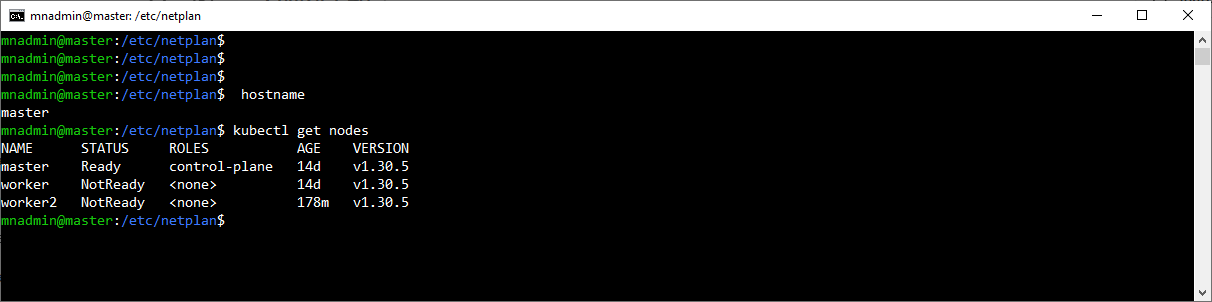 mnadmin@master: /etc/netplan
mnadmin@master:/etc/netplan$
mnadmin@master:/etc/netplan$
mnadmin@master:/etc/netplan$
mnadmin@master:/etc/netplan$  hostname
master
mnadmin@master:/etc/netplan$ kubectl get nodes
NAME      STATUS     ROLES           AGE    VERSION
master    Ready      control-plane   14d    v1.30.5
worker    NotReady   <none>          14d    v1.30.5
worker2   NotReady   <none>          178m   v1.30.5
mnadmin@master:/etc/netplan$